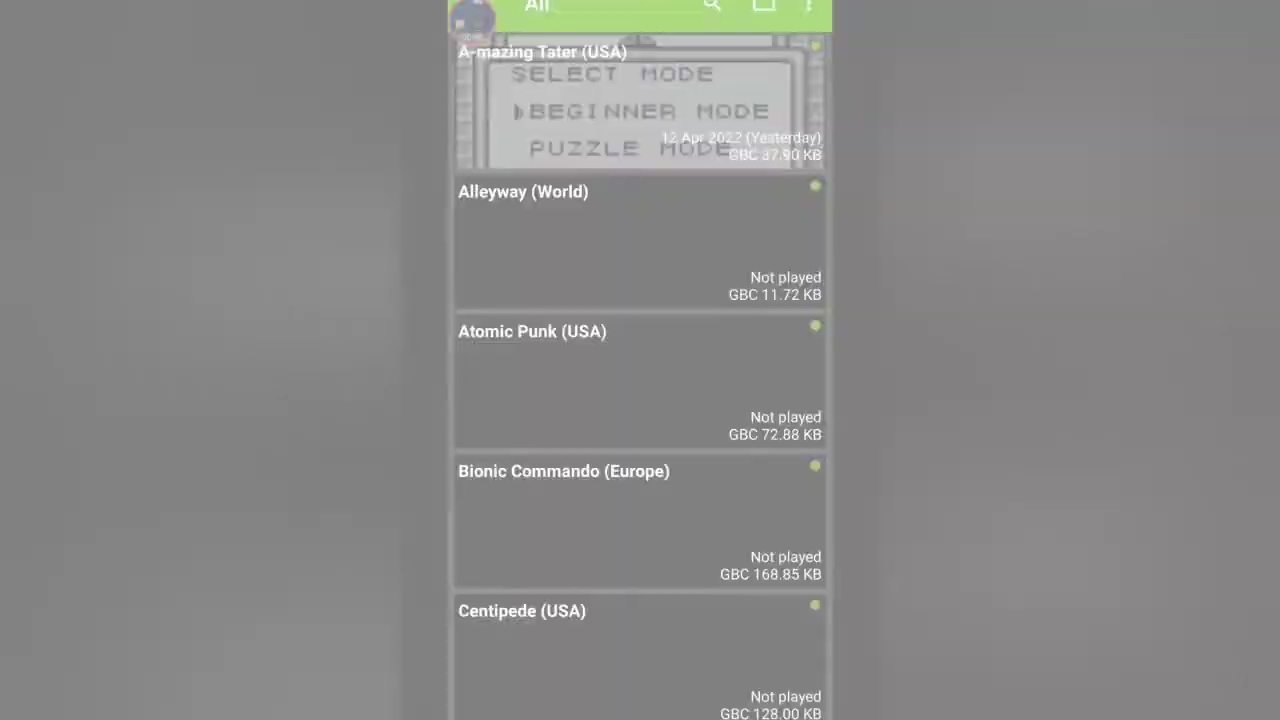 All
A-mazing Tater (USA)
SELECT MODE
BEGINNER MODE
12 Apr 2022 (Yesterday)
PUZZLE MODE
GBC 37.90 KB
Alleyway (World)
Not played
GBC 11.72 KB
Atomic Punk (USA)
Not played
GBC 72.88 KB
Bionic Commando (Europe)
Not played
GBC 168.85 KB
Centipede (USA)
Not played
GBC 128.00 KB